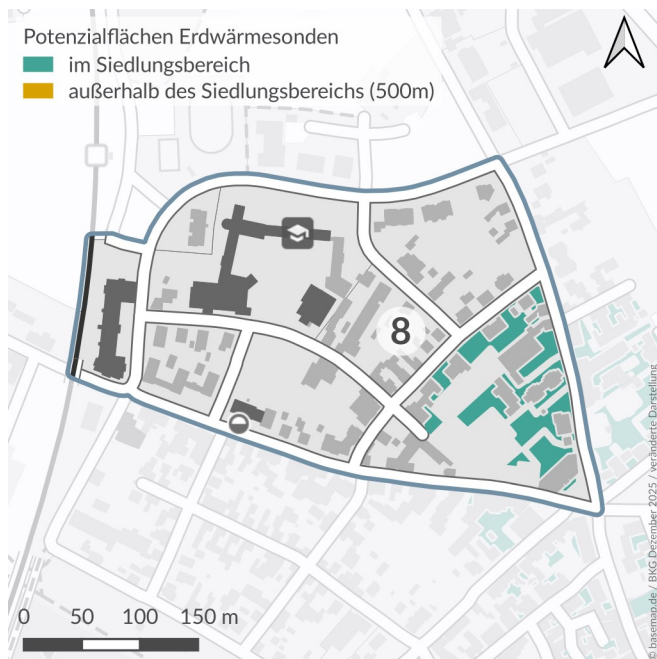 Potenzialflächen Erdwärmesonden
im Siedlungsbereich
außerhalb des Siedlungsbereichs (500m)
8
0 50 100 150 m
© basemap.de / BKG Dezember 2025 / veränderte Darstellung